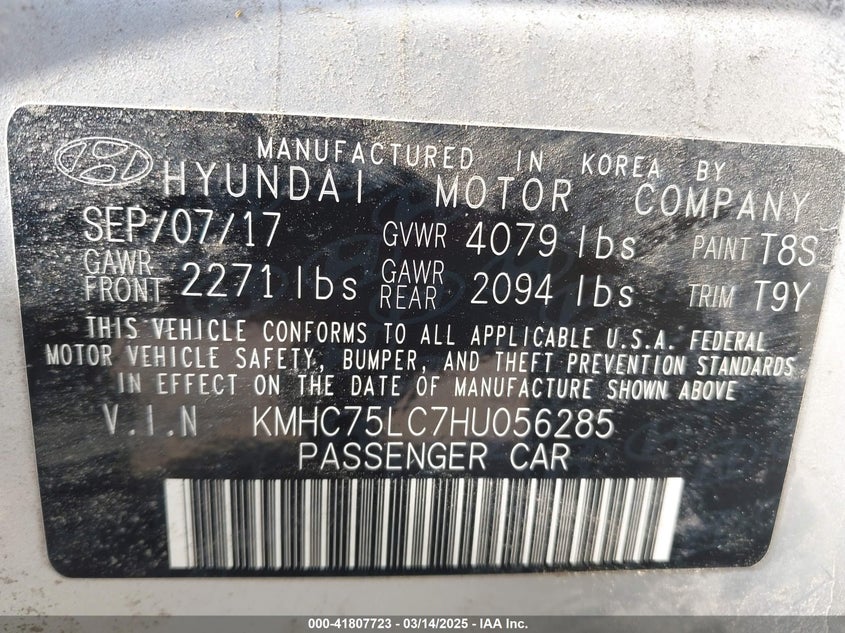 MANUFACTURED IN KOREA BY
HYUNDAI MOTOR COMPANY
SEP/07/17 GVWR 4079 lbs PAINT T8S
GAWR FRONT 2271 lbs GAWR REAR 2094 lbs TRIM T9Y
THIS VEHICLE CONFORMS TO ALL APPLICABLE U.S.A. FEDERAL
MOTOR VEHICLE SAFETY, BUMPER, AND THEFT PREVENTION STANDARDS
IN EFFECT ON THE DATE OF MANUFACTURE SHOWN ABOVE
V.I.N KMHC75LC7HU056285
PASSENGER CAR
000-41807723 - 03/14/2025 - IAA Inc.